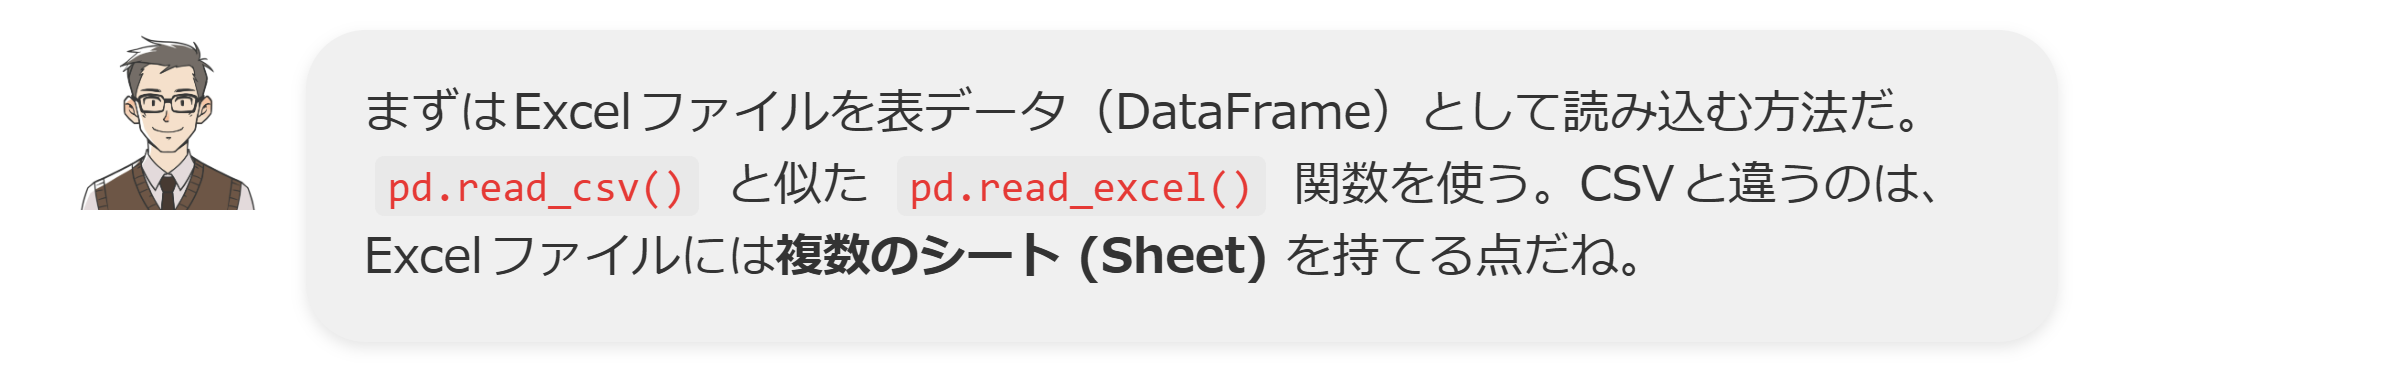 まずはExcelファイルを表データ（DataFrame）として読み込む方法だ。
pd.read_csv() と似た pd.read_excel() 関数を使う。CSVと違うのは、
Excelファイルには複数のシート (Sheet) を持てる点だね。